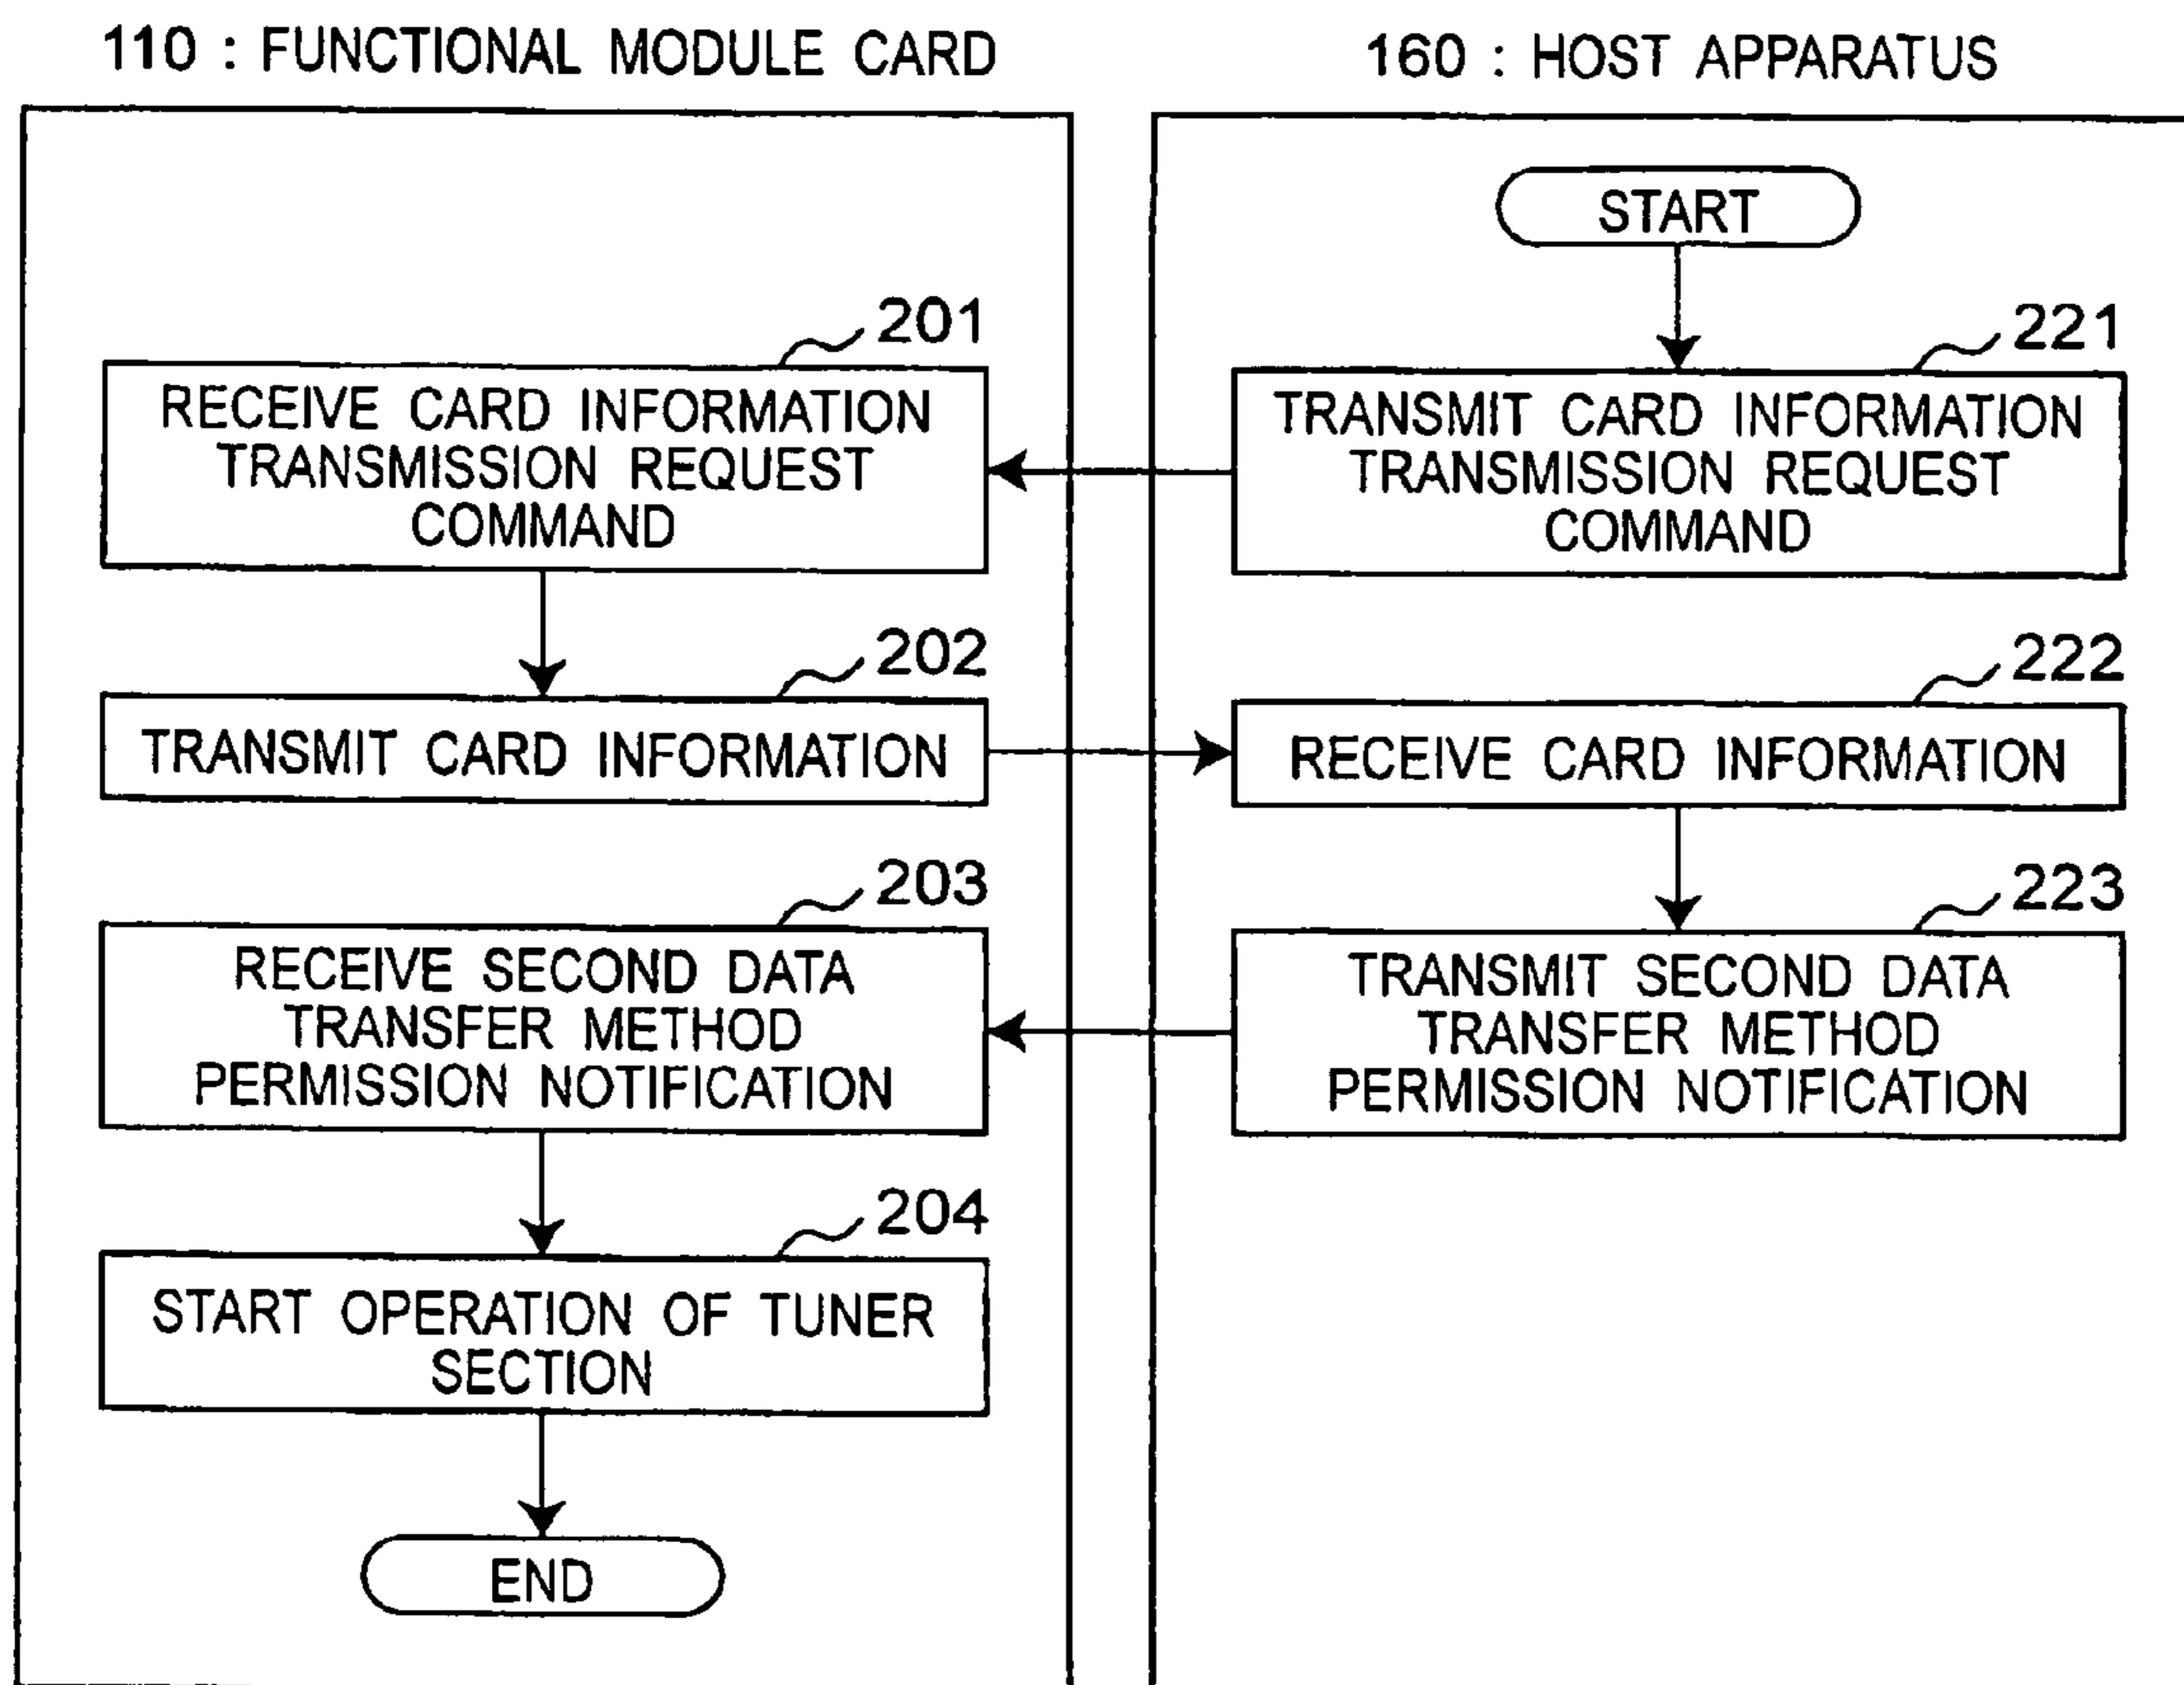 110 : FUNCTIONAL MODULE CARD
160 : HOST APPARATUS
START
201
RECEIVE CARD INFORMATION
TRANSMISSION REQUEST
COMMAND
221
TRANSMIT CARD INFORMATION
TRANSMISSION REQUEST
COMMAND
202
TRANSMIT CARD INFORMATION
222
RECEIVE CARD INFORMATION
203
RECEIVE SECOND DATA
TRANSFER METHOD
PERMISSION NOTIFICATION
223
TRANSMIT SECOND DATA
TRANSFER METHOD
PERMISSION NOTIFICATION
204
START OPERATION OF TUNER
SECTION
END